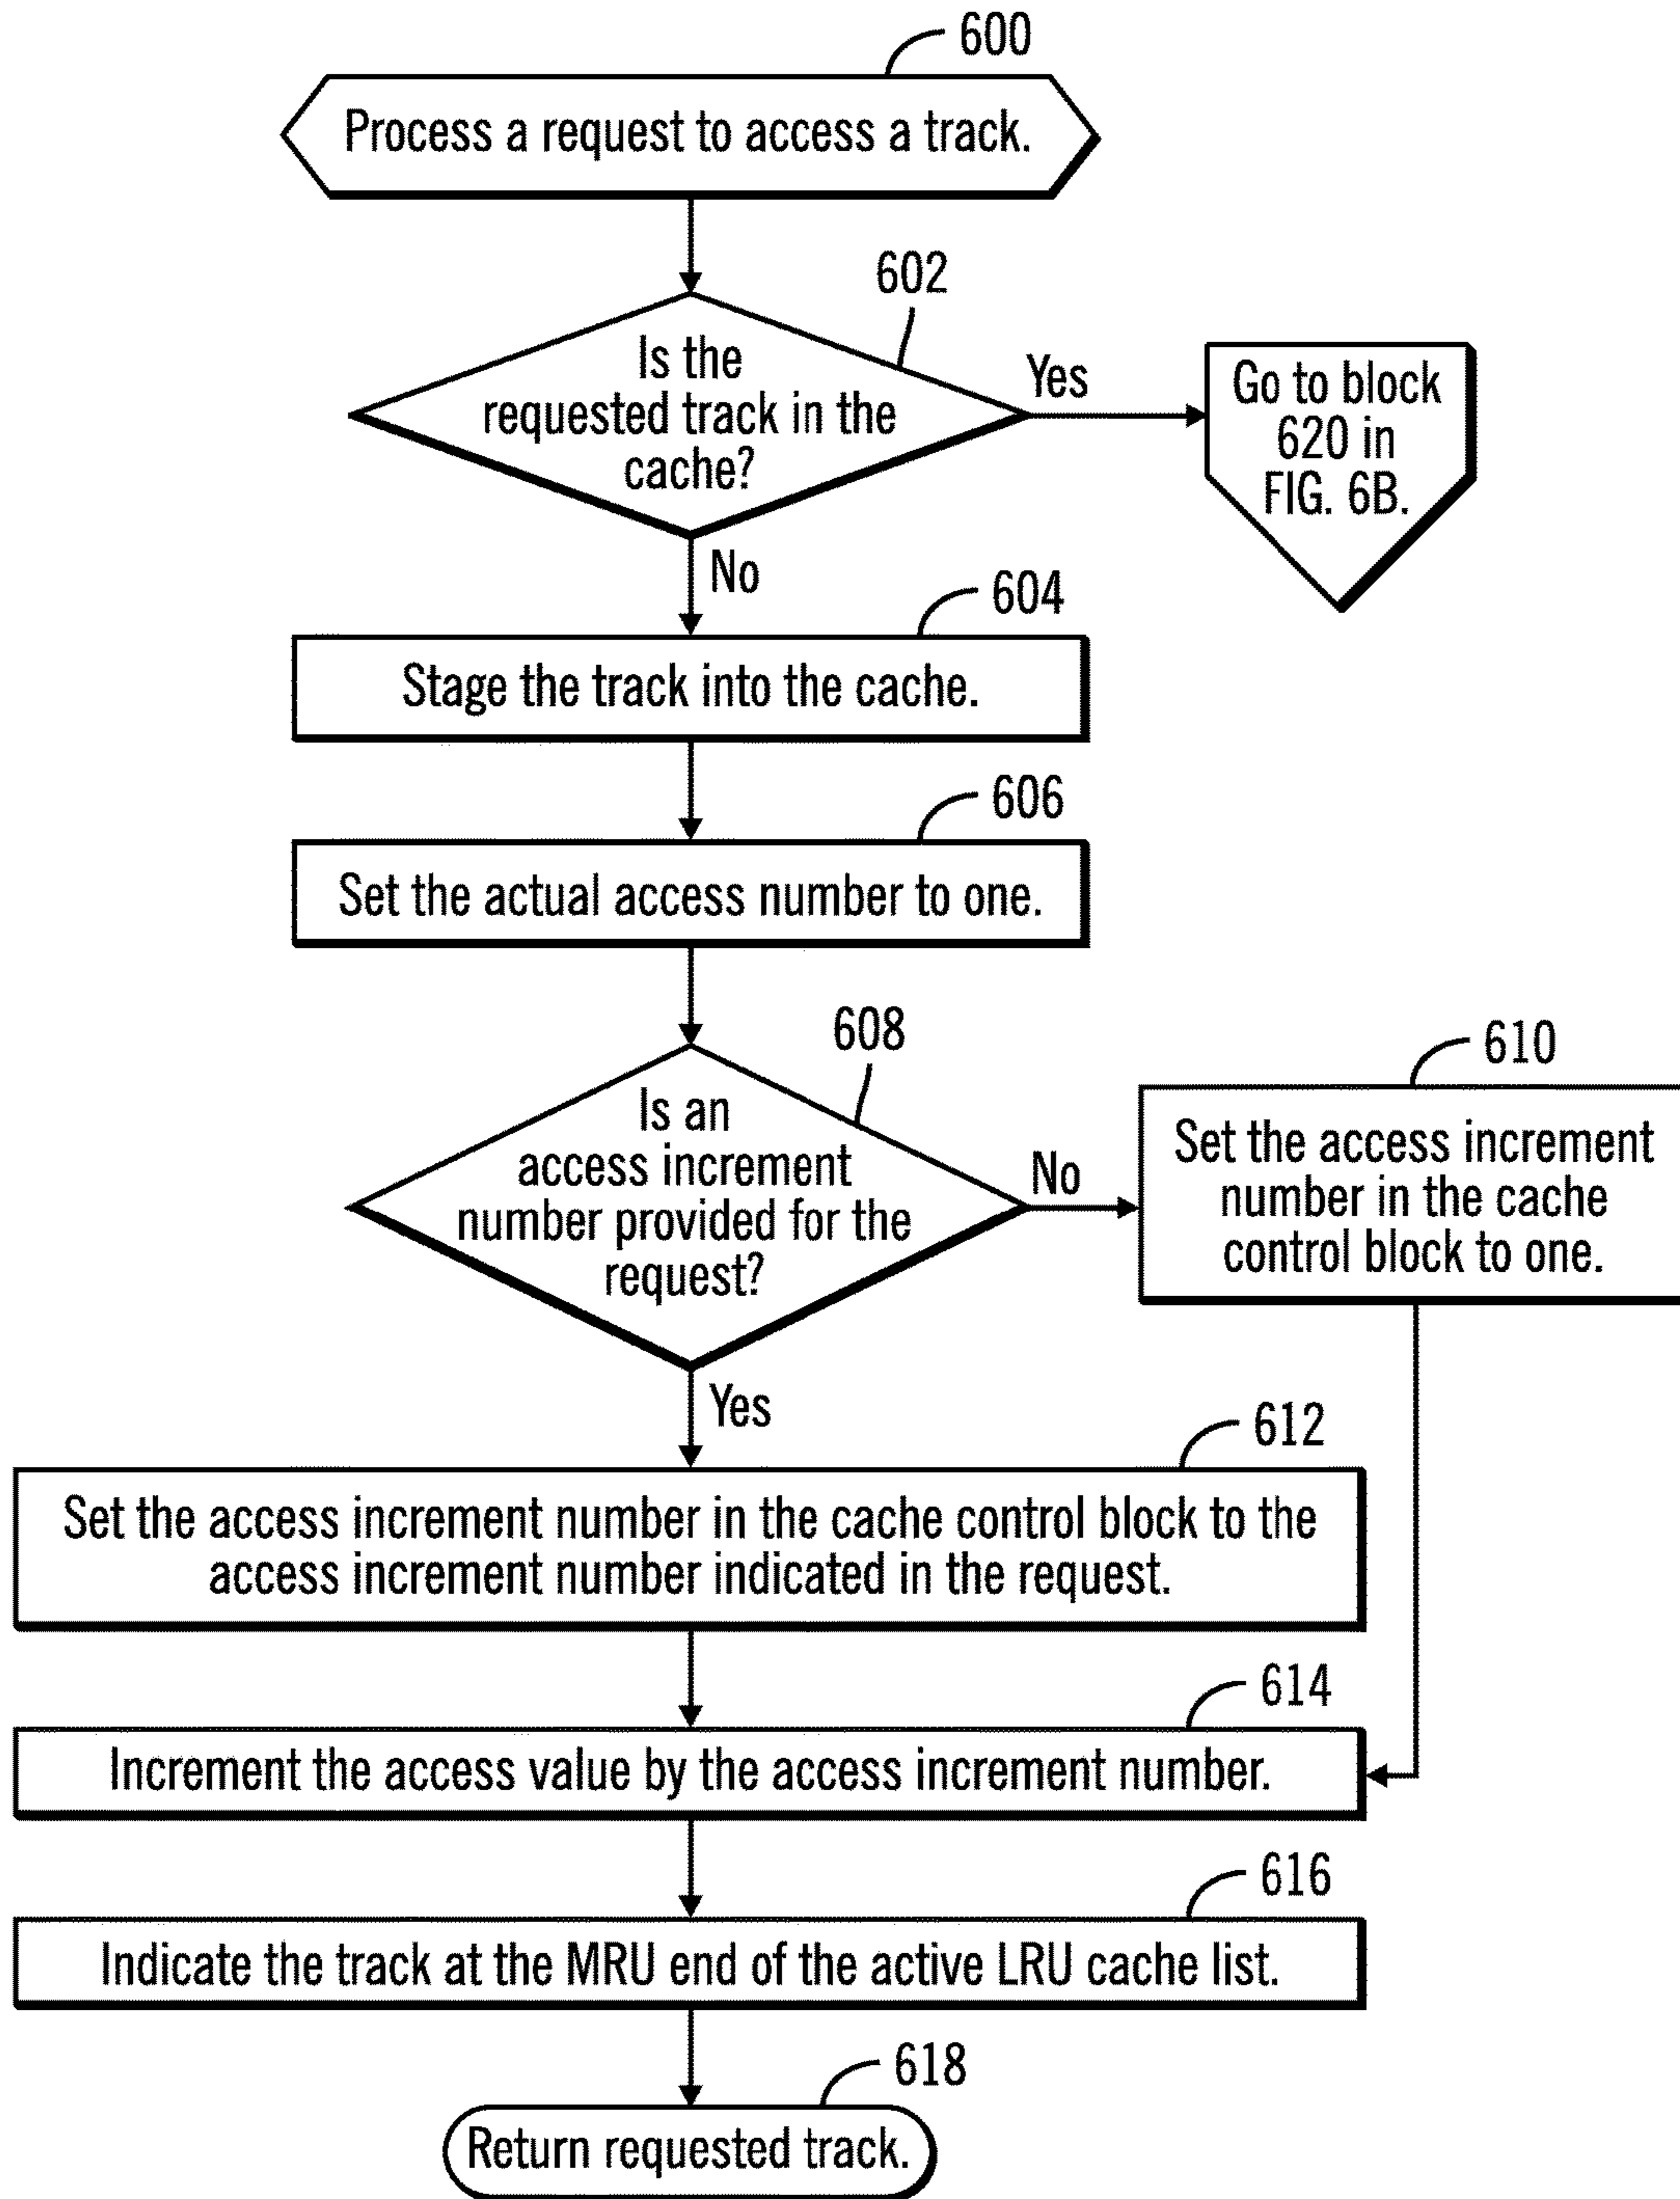 600
Process a request to access a track.
602
Is the
requested track in the
cache?
Yes
Go to block
620 in
FIG. 6B.
No
604
Stage the track into the cache.
606
Set the actual access number to one.
608
Is an
access increment
number provided for the
request?
No
610
Set the access increment
number in the cache
control block to one.
Yes
612
Set the access increment number in the cache control block to the
access increment number indicated in the request.
614
Increment the access value by the access increment number.
616
Indicate the track at the MRU end of the active LRU cache list.
618
Return requested track.